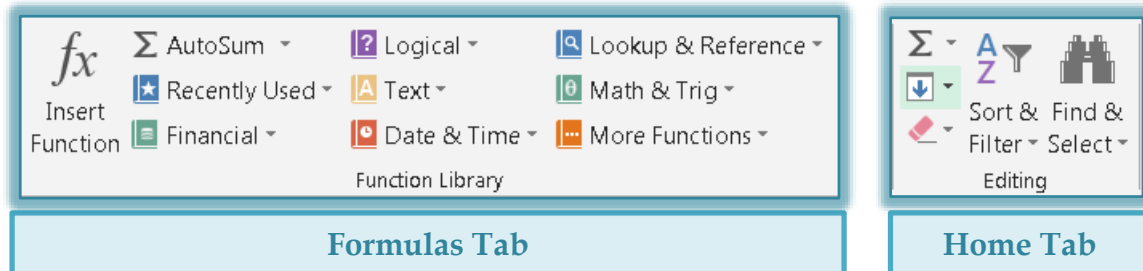 fx
Insert
Function
Σ AutoSum
Recently Used
Financial
? Logical
A Text
Date & Time
Lookup & Reference
θ Math & Trig
More Functions
Function Library
Formulas Tab
Σ
A
Z
Sort &
Filter
Find &
Select
Editing
Home Tab